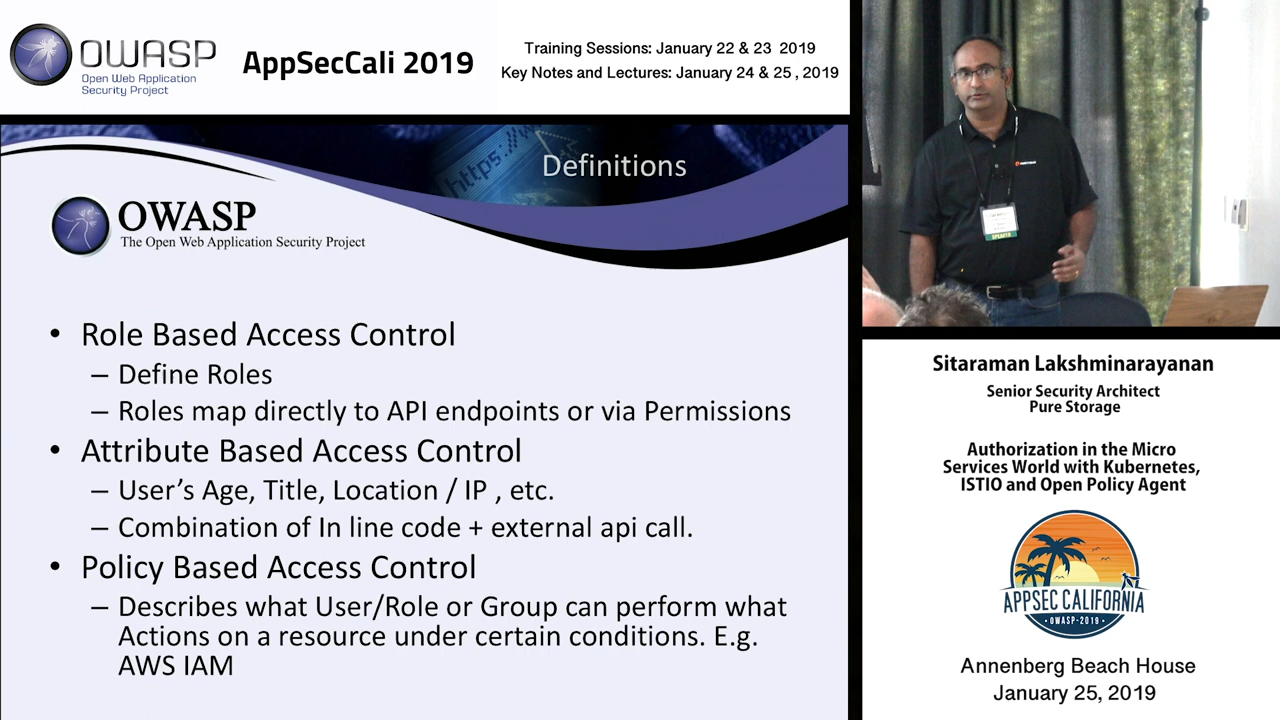 OWASP
Open Web Application
Security Project
AppSecCali 2019
Training Sessions: January 22 & 23 2019
Key Notes and Lectures: January 24 & 25 , 2019
https:
Definitions
OWASP
The Open Web Application Security Project
• Role Based Access Control
– Define Roles
– Roles map directly to API endpoints or via Permissions
• Attribute Based Access Control
– User’s Age, Title, Location / IP , etc.
– Combination of In line code + external api call.
• Policy Based Access Control
– Describes what User/Role or Group can perform what
Actions on a resource under certain conditions. E.g.
AWS IAM
SPEAKER
Sitaraman Lakshminarayanan
Senior Security Architect
Pure Storage
Authorization in the Micro
Services World with Kubernetes,
ISTIO and Open Policy Agent
APPSEC CALIFORNIA
• OWASP-2019 •
Annenberg Beach House
January 25, 2019